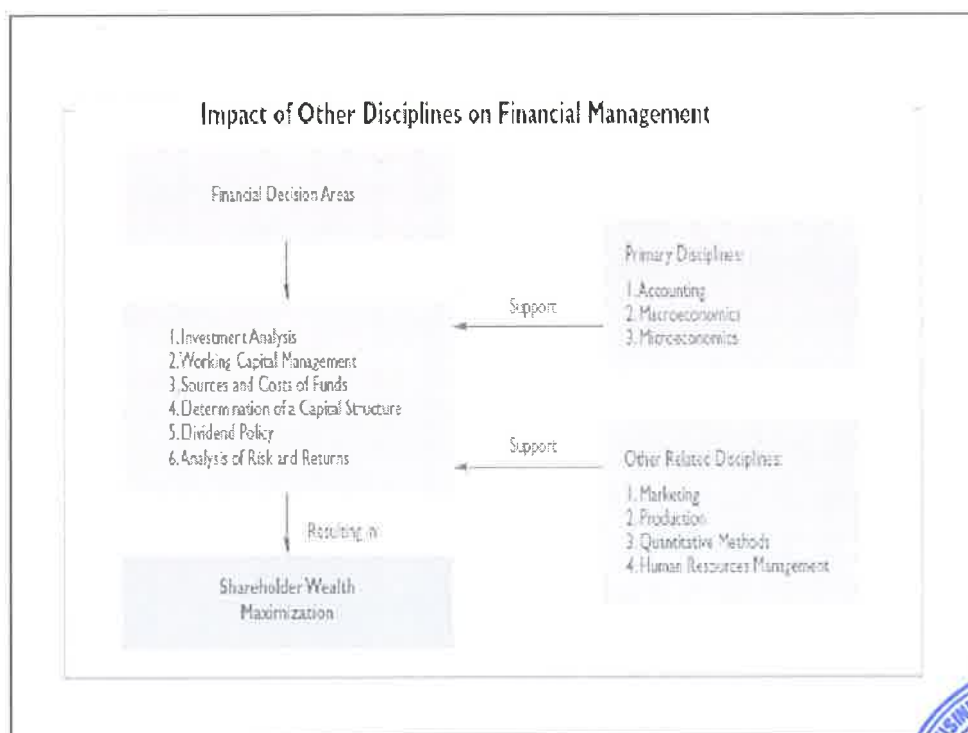 Impact of Other Disciplines on Financial Management
Financial Decision Areas
1. Investment Analysis
2. Working Capital Management
3. Sources and Costs of Funds
4. Determination of a Capital Structure
5. Dividend Policy
6. Analysis of Risk and Returns
Support
Primary Disciplines:
1. Accounting
2. Macroeconomics
3. Microeconomics
Support
Other Related Disciplines:
1. Marketing
2. Production
3. Quantitative Methods
4. Human Resources Management
Resulting in
Shareholder Wealth
Maximization